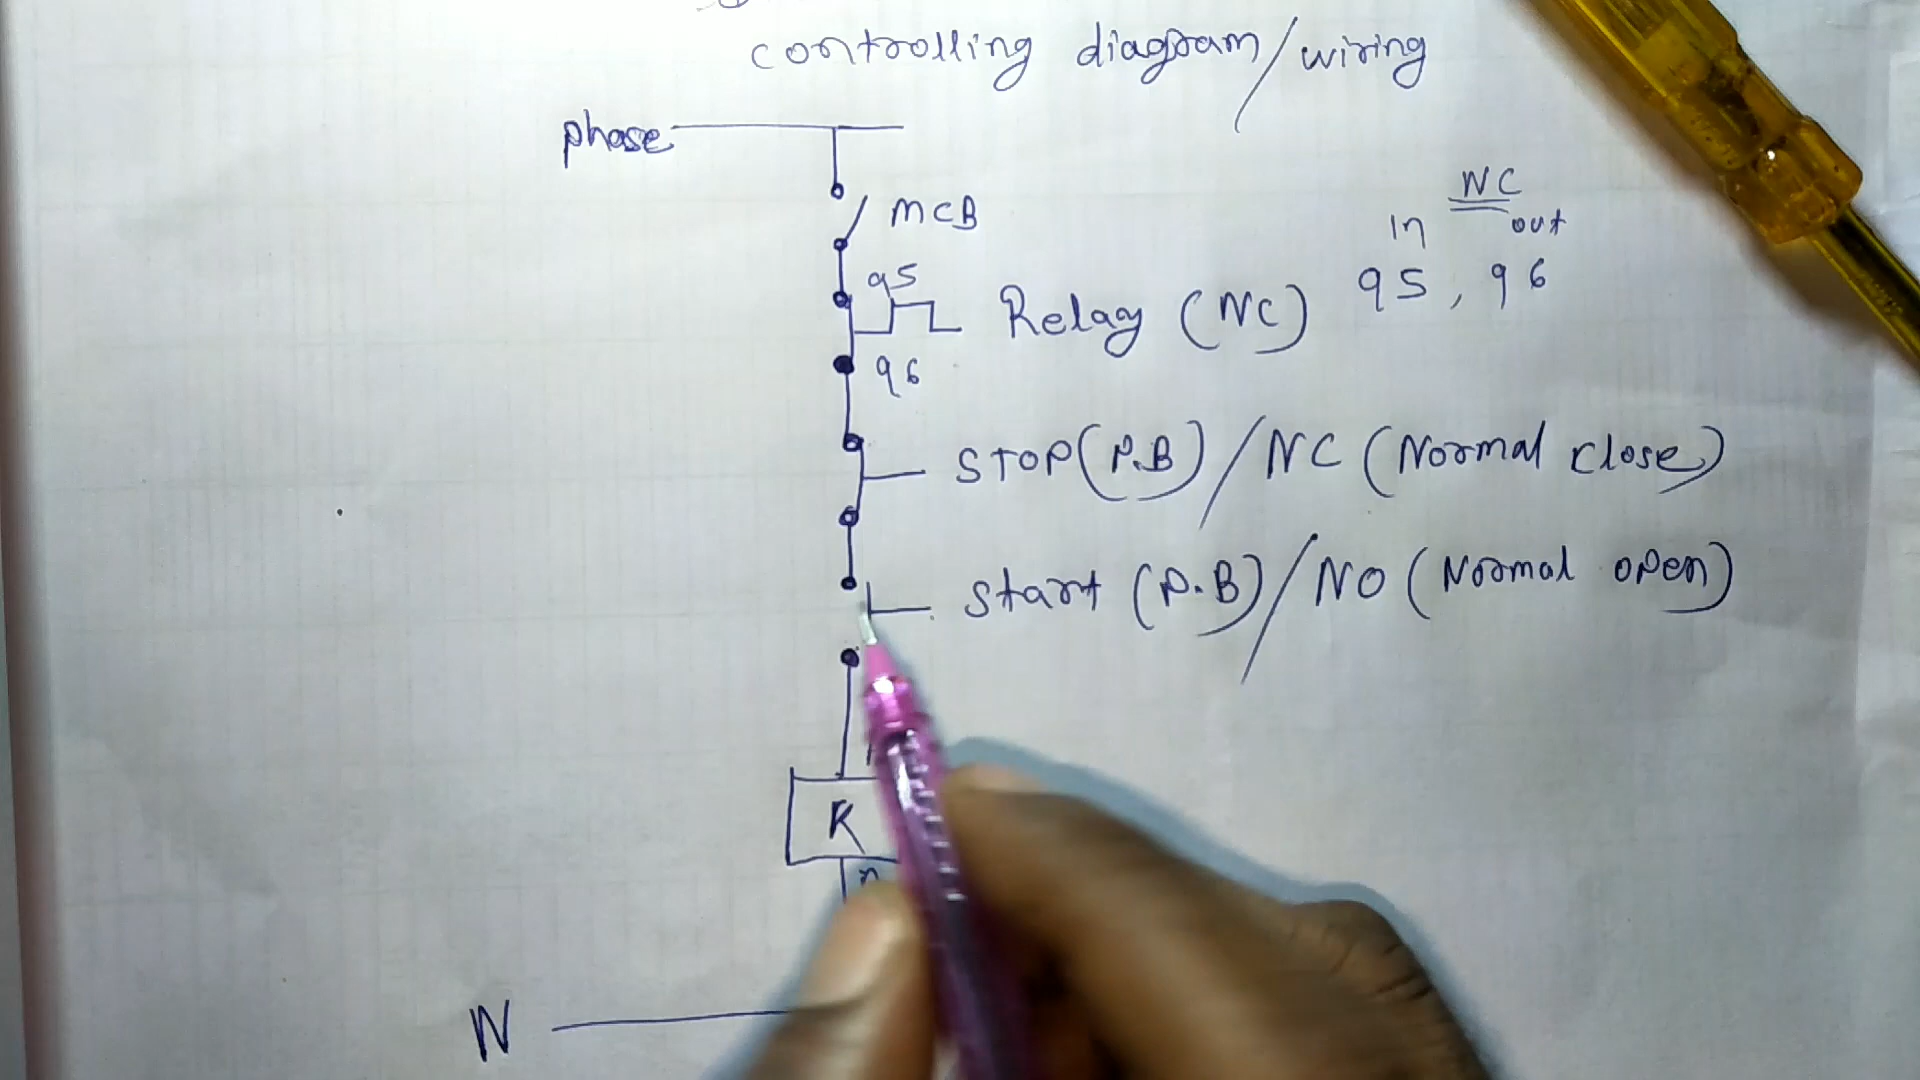 controlling diagram/wiring
phase
MCB
NC
in out
95
Relay (NC) 95, 96
96
STOP(P.B)/NC (Normal close)
Start (P.B)/NO (Normal open)
K
N